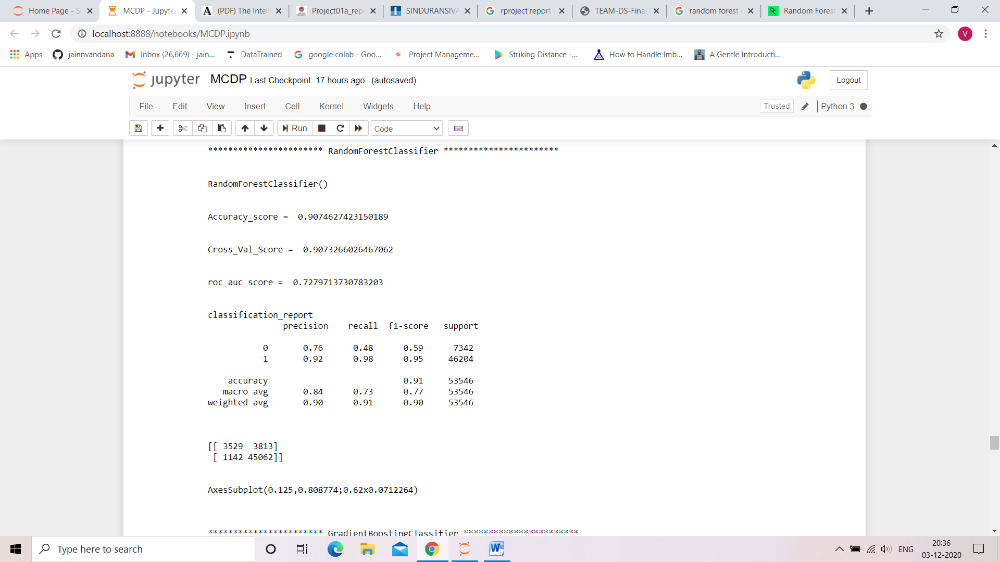 Home Page - S
MCDP - Jupyte
(PDF) The Intell
Project01a_rep
SINDURANSIVA
rproject report
TEAM-DS-Final
random forest
Random Forest
localhost:8888/notebooks/MCDP.ipynb
V
Apps
jainnvandana
Inbox (26,669) - jain...
DataTrained
google colab - Goo...
Project Manageme...
Striking Distance -...
How to Handle Imb...
A Gentle Introducti...
jupyter MCDP Last Checkpoint: 17 hours ago (autosaved)
Logout
File Edit View Insert Cell Kernel Widgets Help
Trusted
Python 3
Run
Code
*********************** RandomForestClassifier ***********************
RandomForestClassifier()
Accuracy_score = 0.9074627423150189
Cross_Val_Score = 0.9073266026467062
roc_auc_score = 0.7279713730783203
classification_report
precision recall f1-score support
0 0.76 0.48 0.59 7342
1 0.92 0.98 0.95 46204
accuracy 0.91 53546
macro avg 0.84 0.73 0.77 53546
weighted avg 0.90 0.91 0.90 53546
[[ 3529 3813]
[ 1142 45062]]
AxesSubplot(0.125,0.808774;0.62x0.0712264)
*********************** GradientBoostingClassifier ***********************
Type here to search
ENG
20:36
03-12-2020